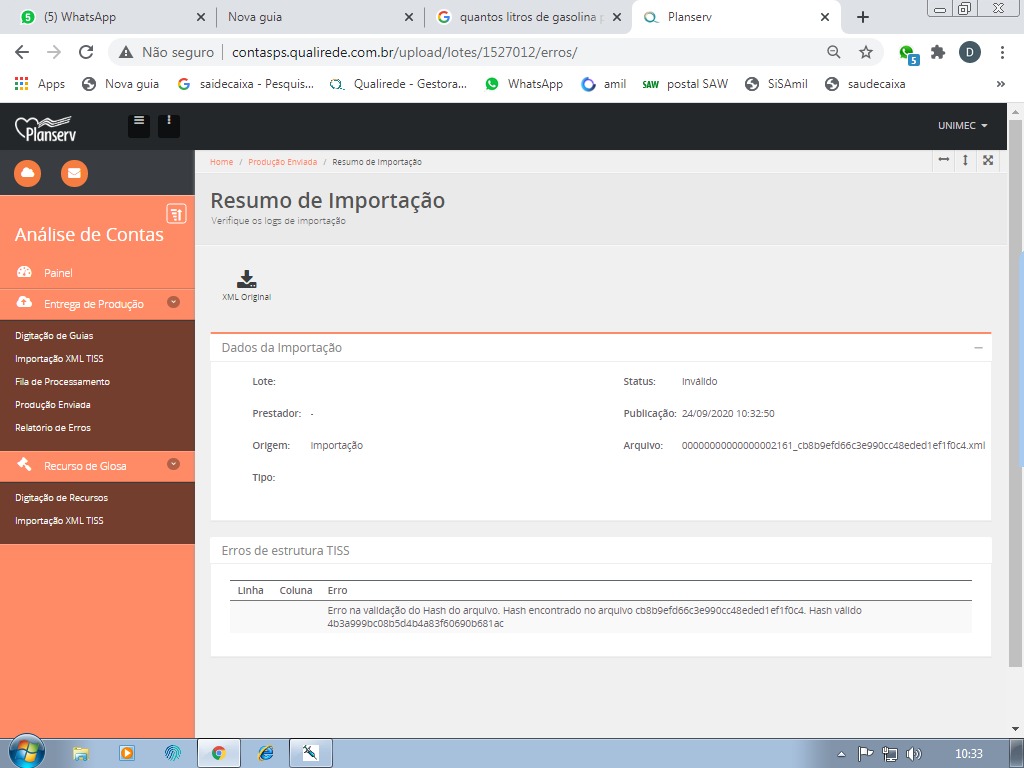 (5) WhatsApp
Nova guia
quantos litros de gasolina
Planserv
Não seguro
contasps.qualirede.com.br/upload/lotes/1527012/erros/
5
D
Apps
Nova guia
saidecaixa - Pesquis...
Qualirede - Gestora...
WhatsApp
amil
SAW postal SAW
SiSAmil
saudecaixa
»
Planserv
UNIMEC
Home / Produção Enviada / Resumo de Importação
Resumo de Importação
Verifique os logs de importação
Análise de Contas
Painel
Entrega de Produção
Digitação de Guias
Importação XML TISS
Fila de Processamento
Produção Enviada
Relatório de Erros
Recurso de Glosa
Digitação de Recursos
Importação XML TISS
XML Original
Dados da Importação
Lote:
Status: Inválido
Prestador: -
Publicação: 24/09/2020 10:32:50
Origem: Importação
Arquivo: 00000000000000002161_cb8b9efd66c3e990cc48eded1ef1f0c4.xml
Tipo:
Erros de estrutura TISS
Linha Coluna Erro
Erro na validação do Hash do arquivo. Hash encontrado no arquivo cb8b9efd66c3e990cc48eded1ef1f0c4. Hash válido
4b3a999bc08b5d4b4a83f60690b681ac
10:33